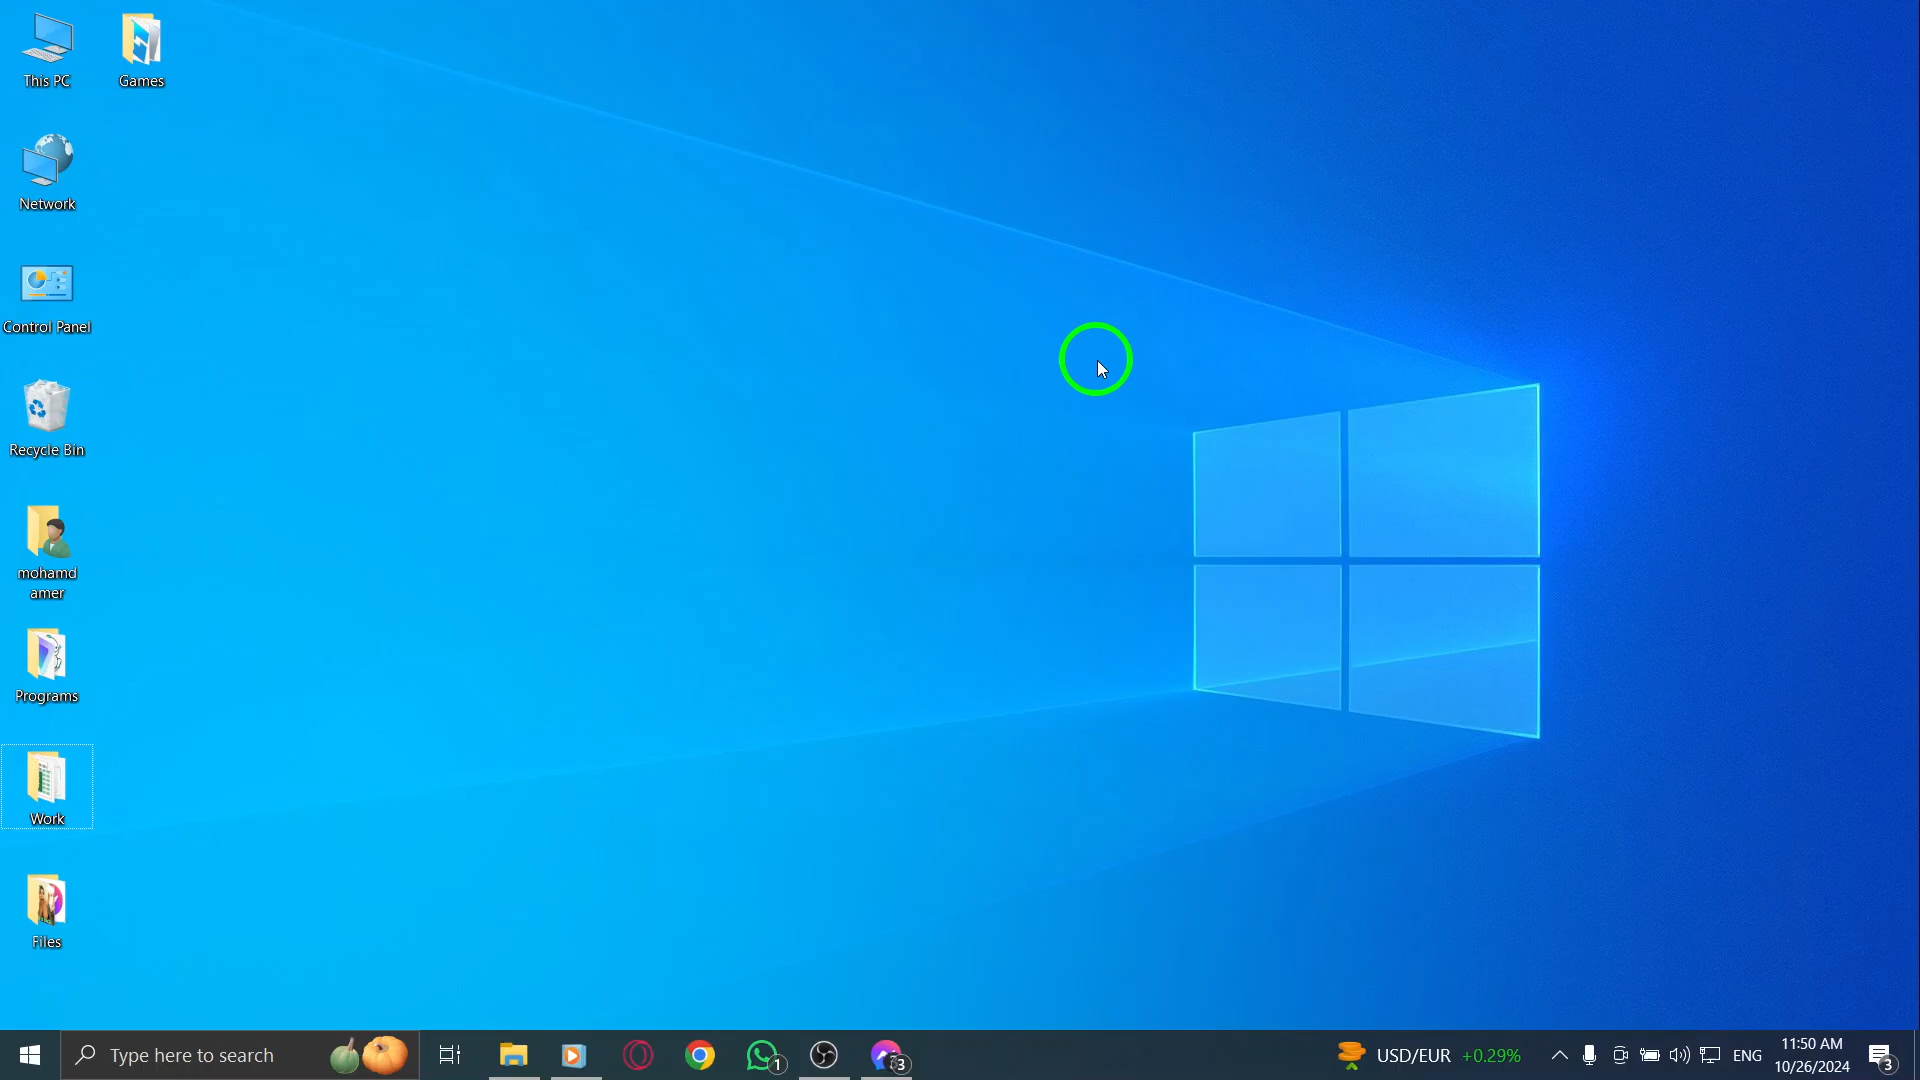 This PC
Games
Network
Control Panel
Recycle Bin
mohamd
amer
Programs
Work
Files
Type here to search
1
3
USD/EUR +0.29%
ENG
11:50 AM
10/26/2024
3